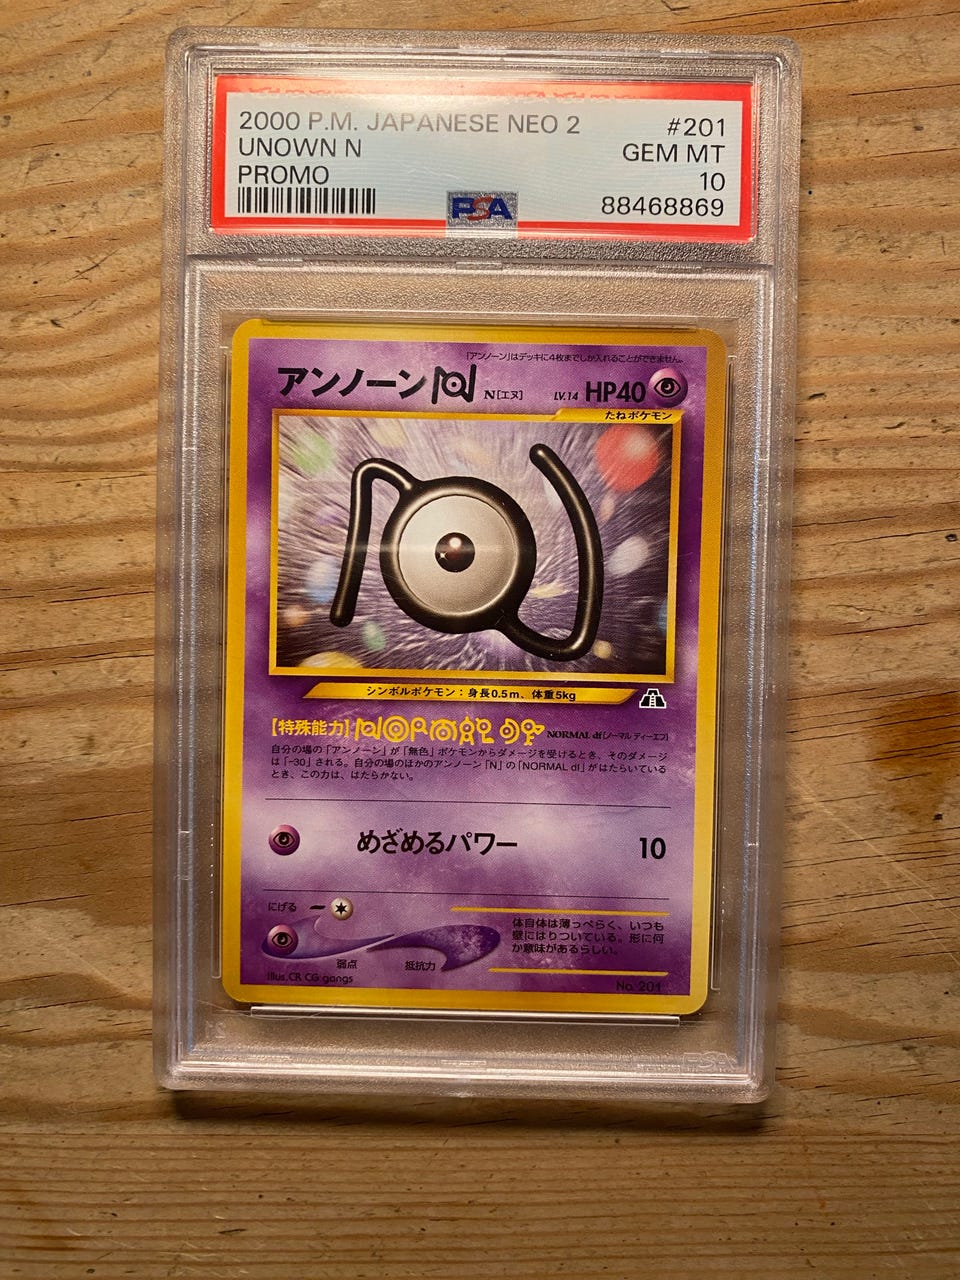 2000 P.M. JAPANESE NEO 2 #201
UNOWN N GEM MT
PROMO 10
PSA 88468869
「アンノーン」はデッキに4枚までしか入れることができません。
アンノーン N[エヌ] LV.14 HP40
たねポケモン
シンボルポケモン：身長0.5m、体重5kg
【特殊能力】 NORMAL df[ノーマル ディーエフ]
自分の場の「アンノーン」が「無色」ポケモンからダメージを受けるとき、そのダメージ
は「−30」される。自分の場のほかのアンノーン「N」の「NORMAL df」がはたらいている
とき、この力は、はたらかない。
めざめるパワー 10
にげる
体自体は薄っぺらく、いつも
壁にはりついている。形に何
か意味があるらしい。
弱点 抵抗力
Illus. CR CG gangs No. 201
PSA